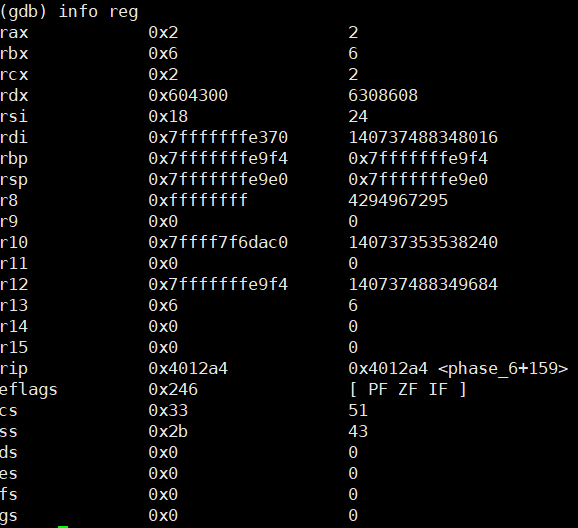 (gdb) info reg
rax 0x2 2
rbx 0x6 6
rcx 0x2 2
rdx 0x604300 6308608
rsi 0x18 24
rdi 0x7fffffffe370 140737488348016
rbp 0x7fffffffe9f4 0x7fffffffe9f4
rsp 0x7fffffffe9e0 0x7fffffffe9e0
r8 0xffffffff 4294967295
r9 0x0 0
r10 0x7ffff7f6dac0 140737353538240
r11 0x0 0
r12 0x7fffffffe9f4 140737488349684
r13 0x6 6
r14 0x0 0
r15 0x0 0
rip 0x4012a4 0x4012a4 <phase_6+159>
eflags 0x246 [ PF ZF IF ]
cs 0x33 51
ss 0x2b 43
ds 0x0 0
es 0x0 0
fs 0x0 0
gs 0x0 0